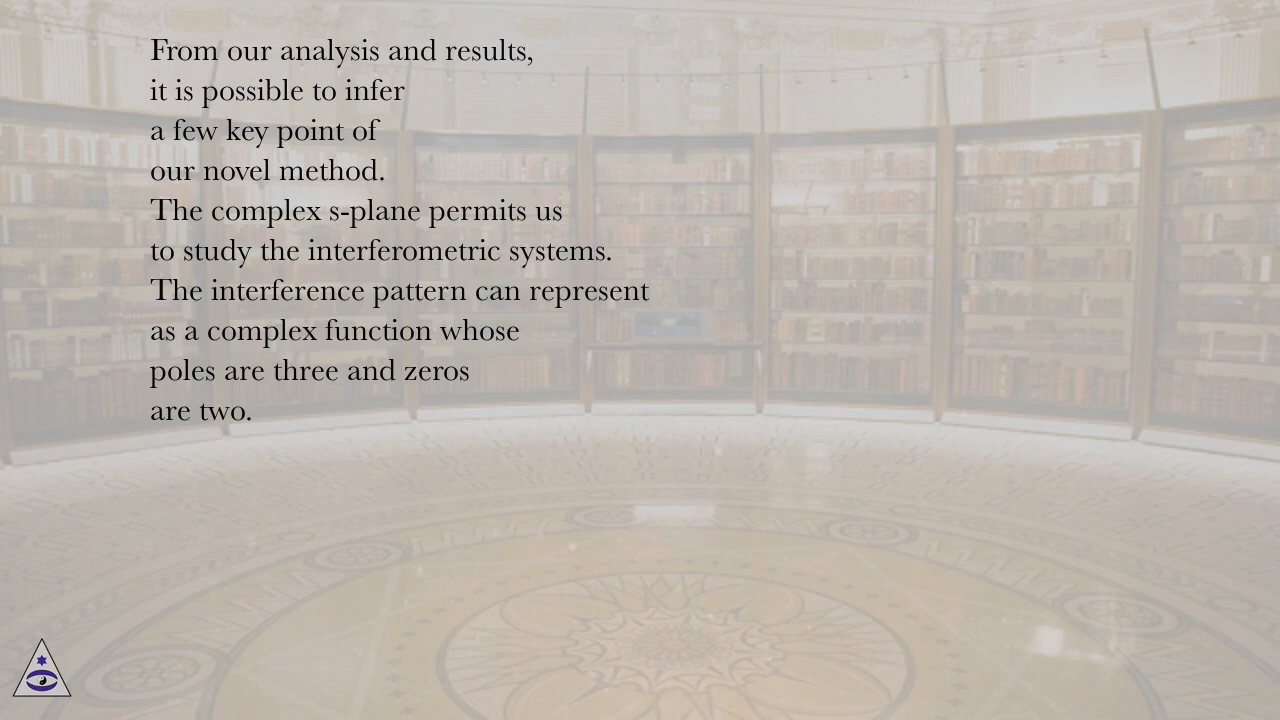 From our analysis and results,
it is possible to infer
a few key point of
our novel method.
The complex s-plane permits us
to study the interferometric systems.
The interference pattern can represent
as a complex function whose
poles are three and zeros
are two.